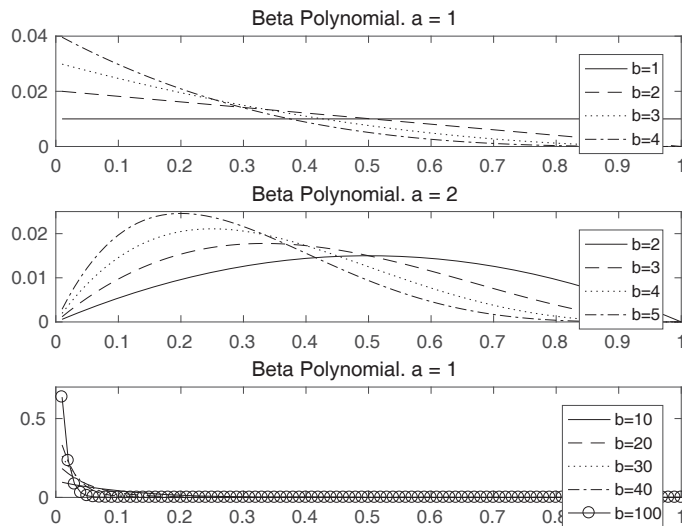 Beta Polynomial. a = 1
0.04
0.02
0
0 0.1 0.2 0.3 0.4 0.5 0.6 0.7 0.8 0.9 1
b=1
b=2
b=3
b=4
Beta Polynomial. a = 2
0.02
0.01
0
0 0.1 0.2 0.3 0.4 0.5 0.6 0.7 0.8 0.9 1
b=2
b=3
b=4
b=5
Beta Polynomial. a = 1
0.5
0
0 0.1 0.2 0.3 0.4 0.5 0.6 0.7 0.8 0.9 1
b=10
b=20
b=30
b=40
b=100